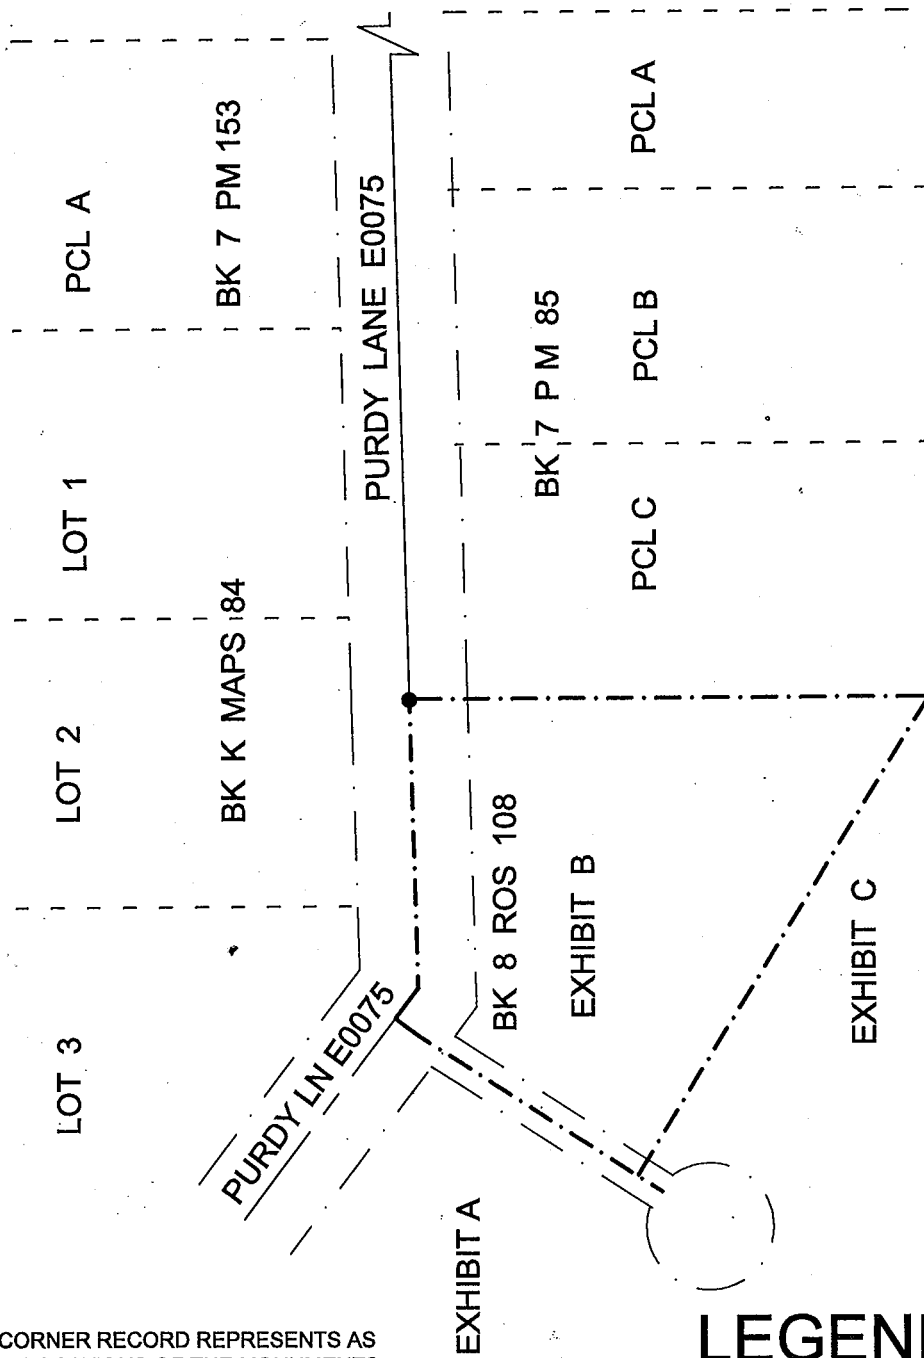 PCL A
BK 7 PM 153
PURDY LANE E0075
PCL A
LOT 1
BK 7 P M 85
PCL B
LOT 2
BK K MAPS 84
PCL C
LOT 3
PURDY LN E0075
BK 8 ROS 108
EXHIBIT B
EXHIBIT C
EXHIBIT A
CORNER RECORD REPRESENTS AS
LEGEN